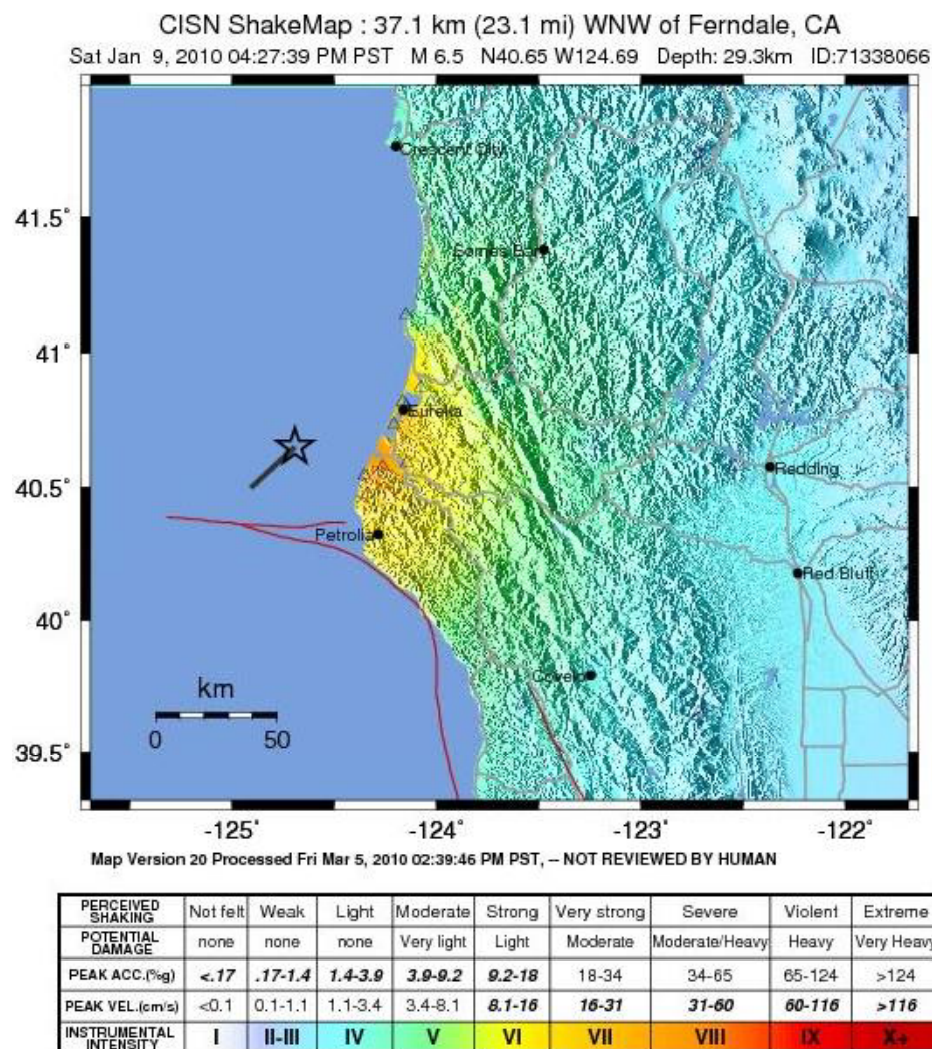 CISN ShakeMap : 37.1 km (23.1 mi) WNW of Ferndale, CA
Sat Jan 9, 2010 04:27:39 PM PST M 6.5 N40.65 W124.69 Depth: 29.3km ID:71338066
Crescent City
41.5°
Somes Bar
41°
Eureka
Redding
40.5°
Petrolia
Red Bluff
40°
km
Covelo
0 50
39.5°
-125° -124° -123° -122°
Map Version 20 Processed Fri Mar 5, 2010 02:39:46 PM PST, -- NOT REVIEWED BY HUMAN
PERCEIVED SHAKING Not felt Weak Light Moderate Strong Very strong Severe Violent Extreme
POTENTIAL DAMAGE none none none Very light Light Moderate Moderate/Heavy Heavy Very Heavy
PEAK ACC.(%g) <.17 .17-1.4 1.4-3.9 3.9-9.2 9.2-18 18-34 34-65 65-124 >124
PEAK VEL.(cm/s) <0.1 0.1-1.1 1.1-3.4 3.4-8.1 8.1-16 16-31 31-60 60-116 >116
INSTRUMENTAL INTENSITY I II-III IV V VI VII VIII IX X+